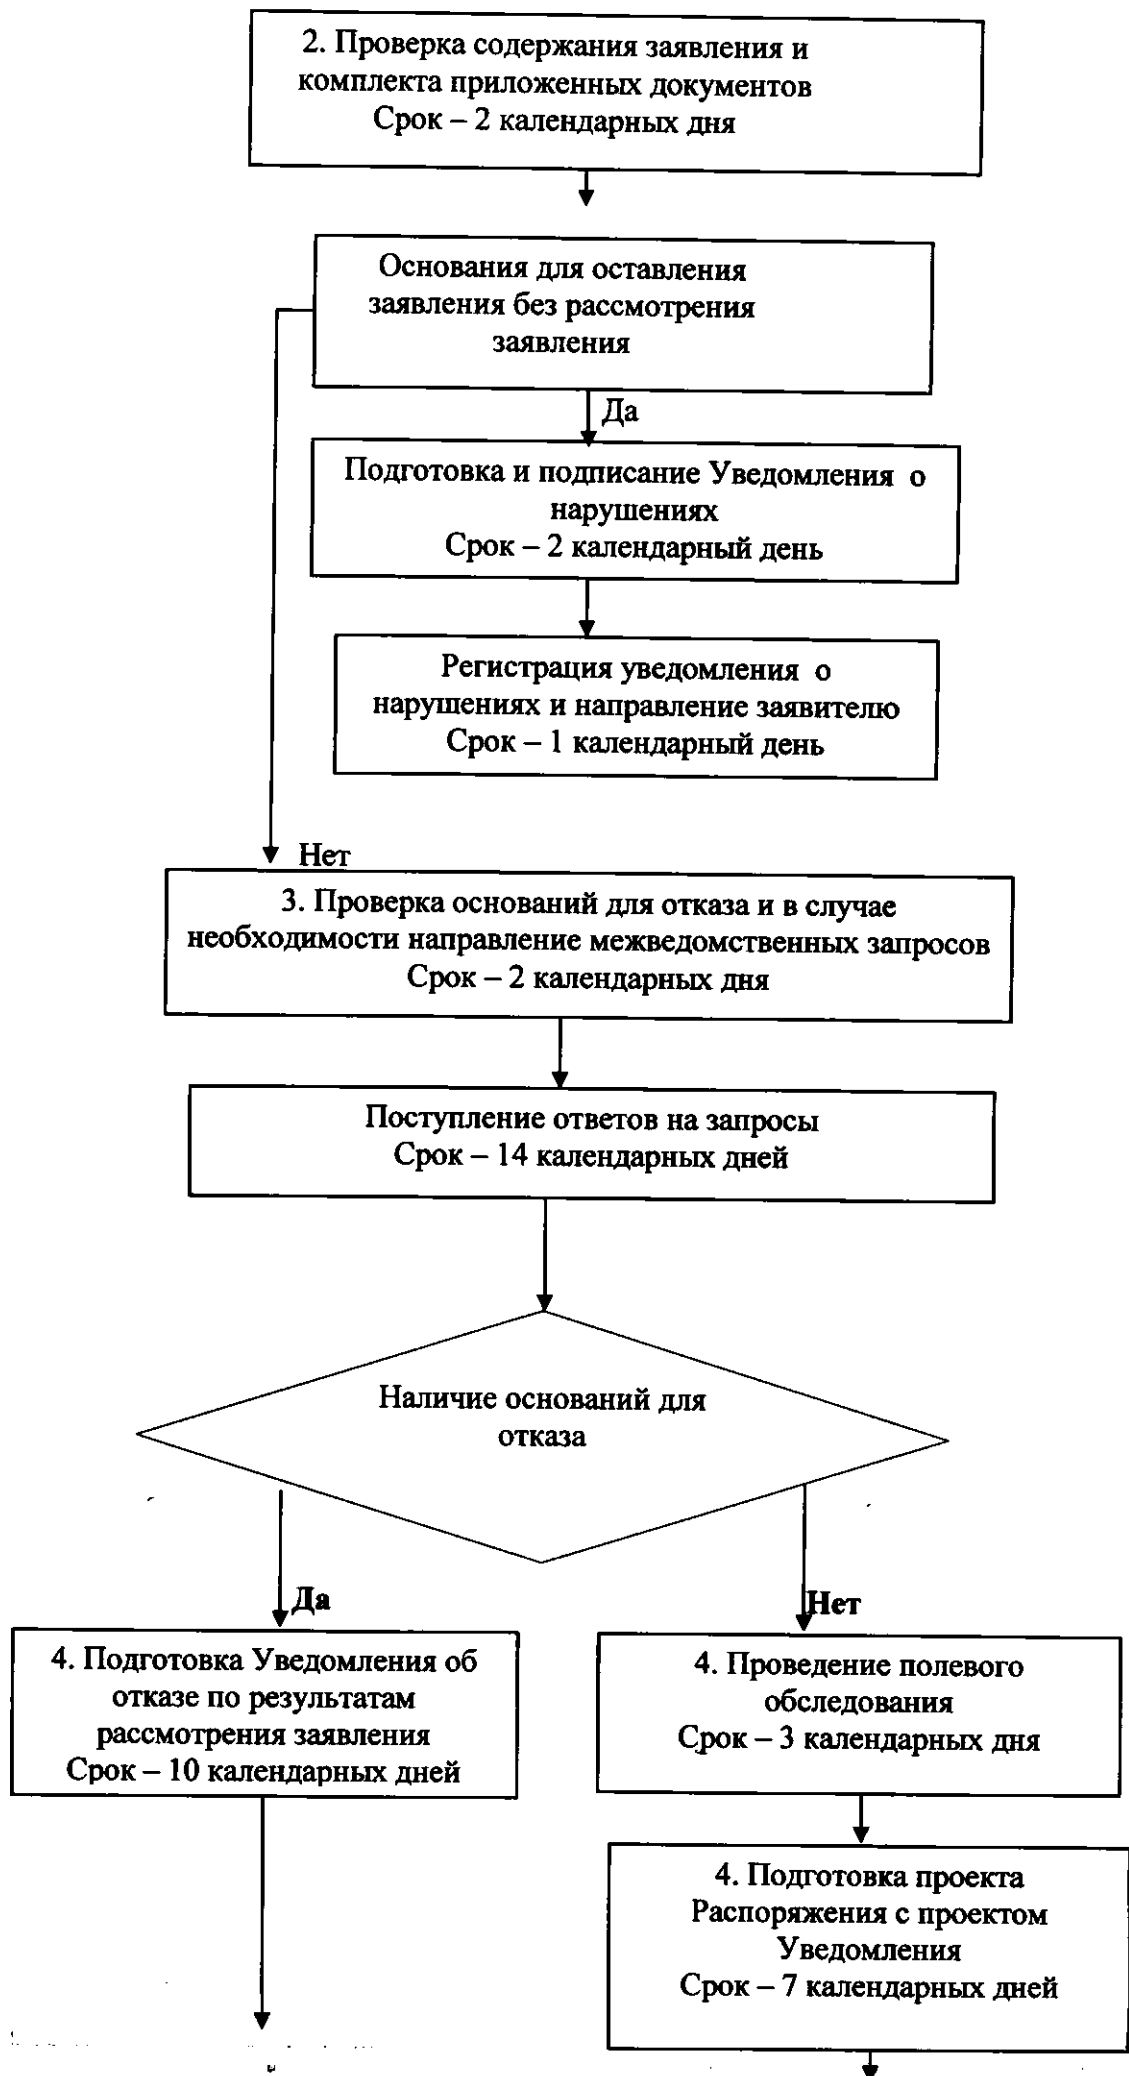 2. Проверка содержания заявления и
комплекта приложенных документов
Срок – 2 календарных дня
Основания для оставления
заявления без рассмотрения
заявления
Да
Подготовка и подписание Уведомления о
нарушениях
Срок – 2 календарный день
Регистрация уведомления о
нарушениях и направление заявителю
Срок – 1 календарный день
Нет
3. Проверка оснований для отказа и в случае
необходимости направление межведомственных запросов
Срок – 2 календарных дня
Поступление ответов на запросы
Срок – 14 календарных дней
Наличие оснований для
отказа
Да
Нет
4. Подготовка Уведомления об
отказе по результатам
рассмотрения заявления
Срок – 10 календарных дней
4. Проведение полевого
обследования
Срок – 3 календарных дня
4. Подготовка проекта
Распоряжения с проектом
Уведомления
Срок – 7 календарных дней